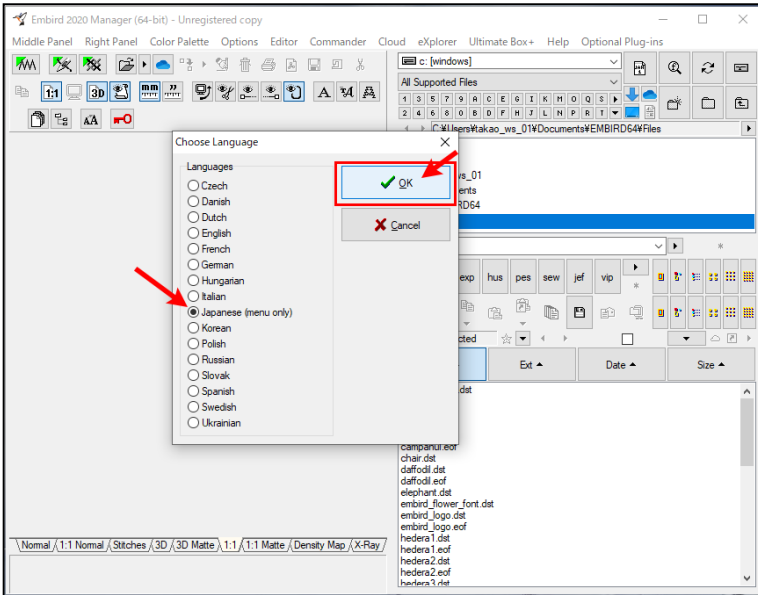 Embird 2020 Manager (64-bit) - Unregistered copy
Middle Panel Right Panel Color Palette Options Editor Commander Cloud eXplorer Ultimate Box+ Help Optional Plug-ins
c: [windows]
All Supported Files
1:1 3D mm A A A
1 3 5 7 9 A C E G I K M O Q S
2 4 6 8 0 B D F H J L N P R T
C:¥Users¥takao_ws_01¥Documents¥EMBIRD64¥Files
Choose Language
Languages
Czech
Danish
Dutch
English
French
German
Hungarian
Italian
Japanese (menu only)
Korean
Polish
Russian
Slovak
Spanish
Swedish
Ukrainian
OK
Cancel
s_01
ents
RD64
exp hus pes sew jef vip
cted
Ext Date Size
.dst
campanul.eof
chair.dst
daffodil.dst
daffodil.eof
elephant.dst
embird_flower_font.dst
embird_logo.dst
embird_logo.eof
hedera1.dst
hedera1.eof
hedera2.dst
hedera2.eof
hedera3.dst
Normal 1:1 Normal Stitches 3D 3D Matte 1:1 1:1 Matte Density Map X-Ray